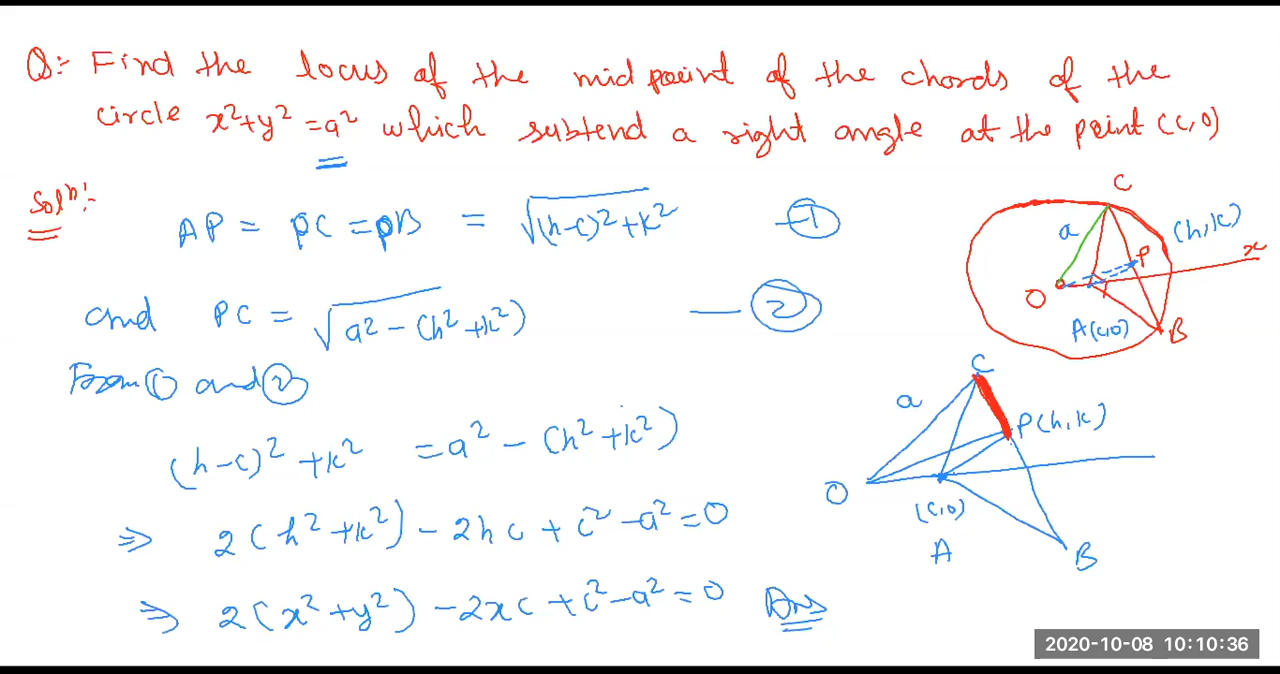 Q:- Find the locus of the mid point of the chords of the
circle x²+y² = a² which subtend a right angle at the point (c,0)
Solⁿ:-
AP = PC = PB = √(h-c)²+k² —①
and PC = √a² - (h²+k²) —②
From ① and ②
(h-c)² + k² = a² - (h²+k²)
⇒ 2(h²+k²) - 2hc + c² - a² = 0
⇒ 2(x²+y²) - 2xc + c² - a² = 0 Ans
C
a
(h,k)
P
x
O
A(c,0)
B
C
a
P(h,k)
O
(c,0)
A
B
2020-10-08 10:10:36